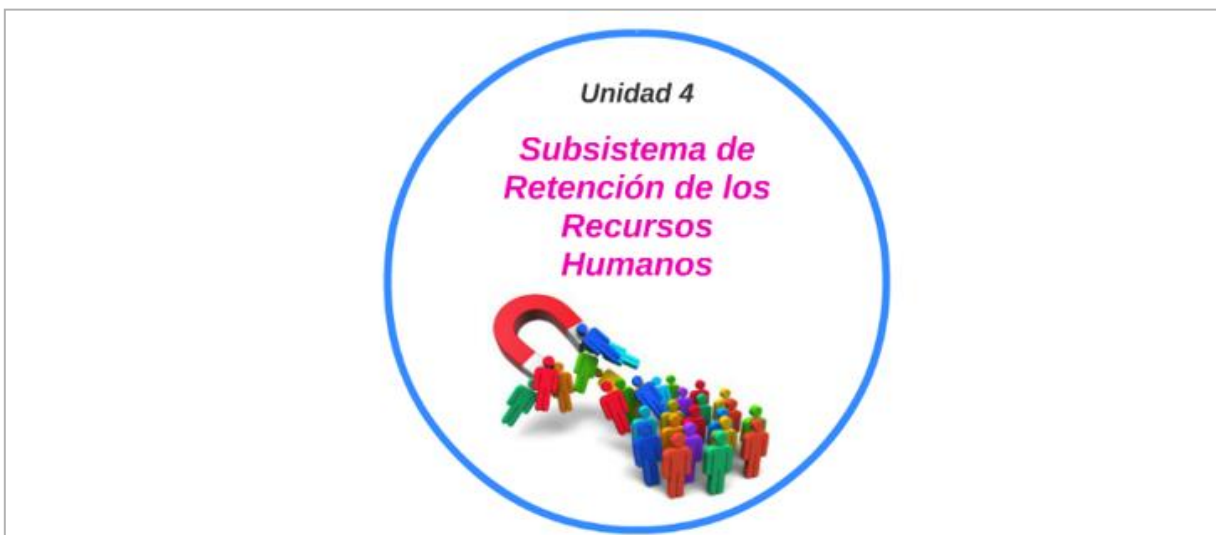 Unidad 4
Subsistema de
Retención de los
Recursos
Humanos